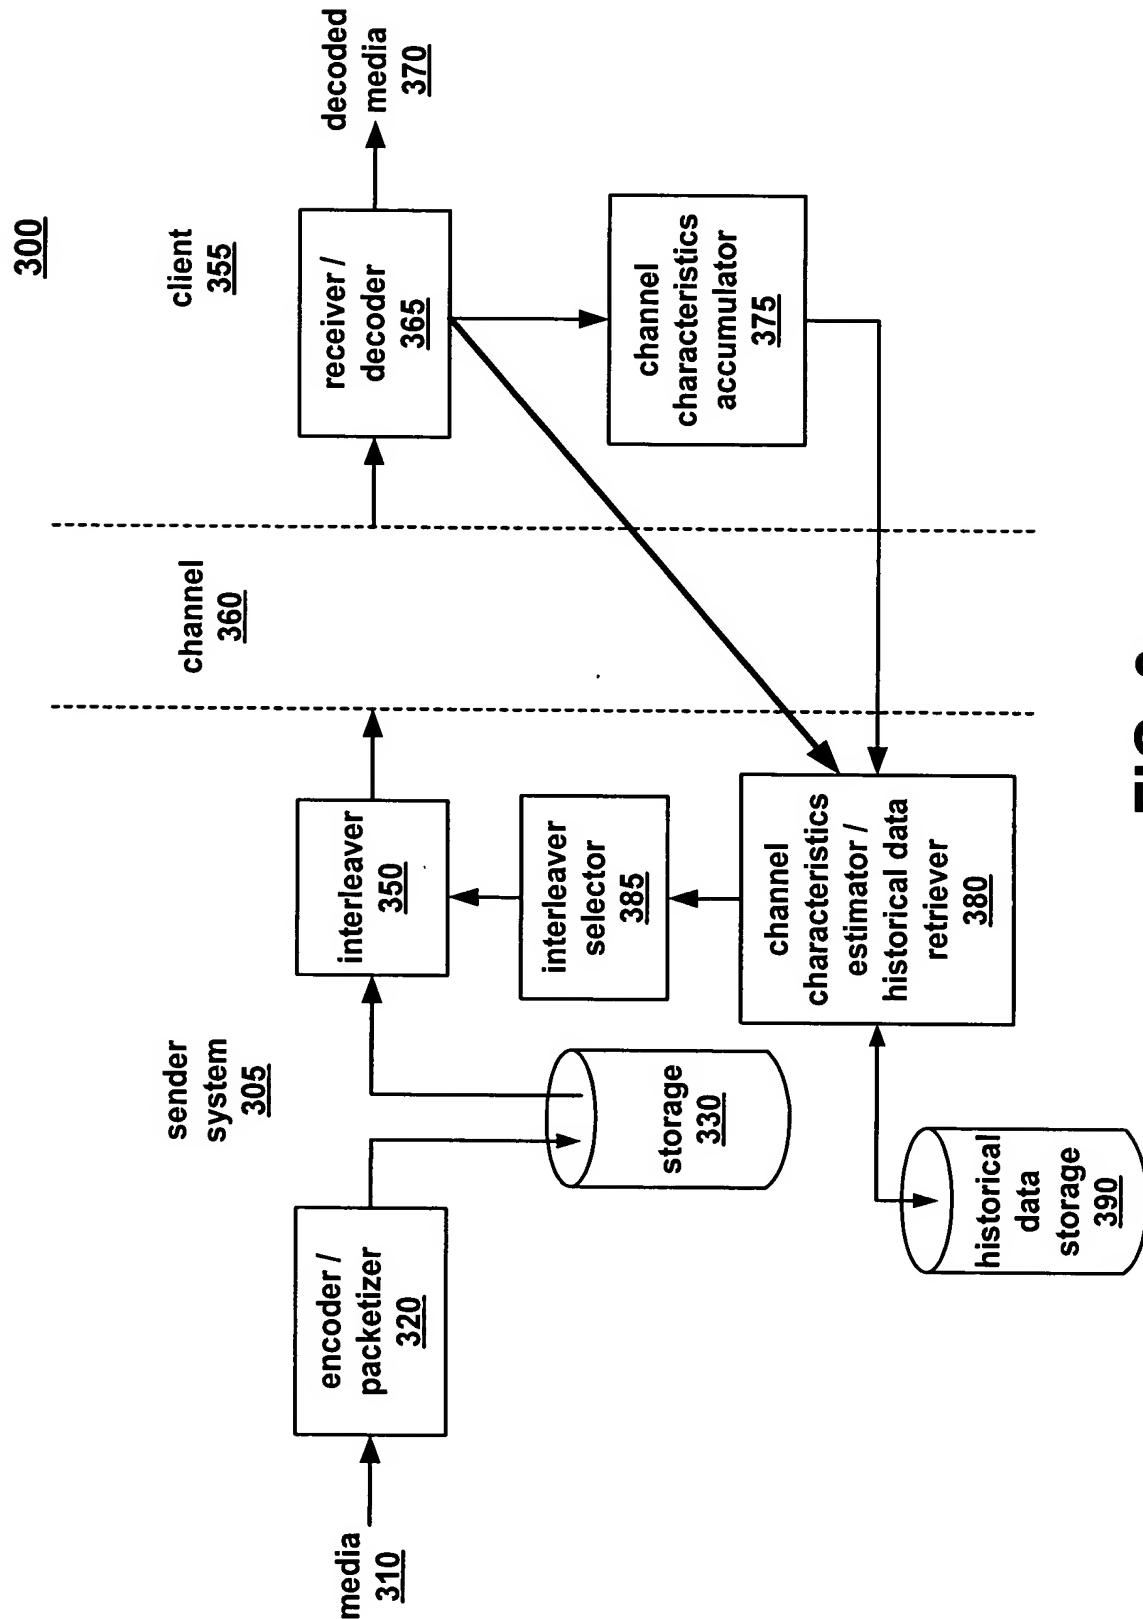 300
sender
system
305
channel
360
client
355
media
310
encoder /
packetizer
320
storage
330
interleaver
350
interleaver
selector
385
channel
characteristics
estimator /
historical data
retriever
380
historical
data
storage
390
receiver /
decoder
365
decoded
media
370
channel
characteristics
accumulator
375
FIG.